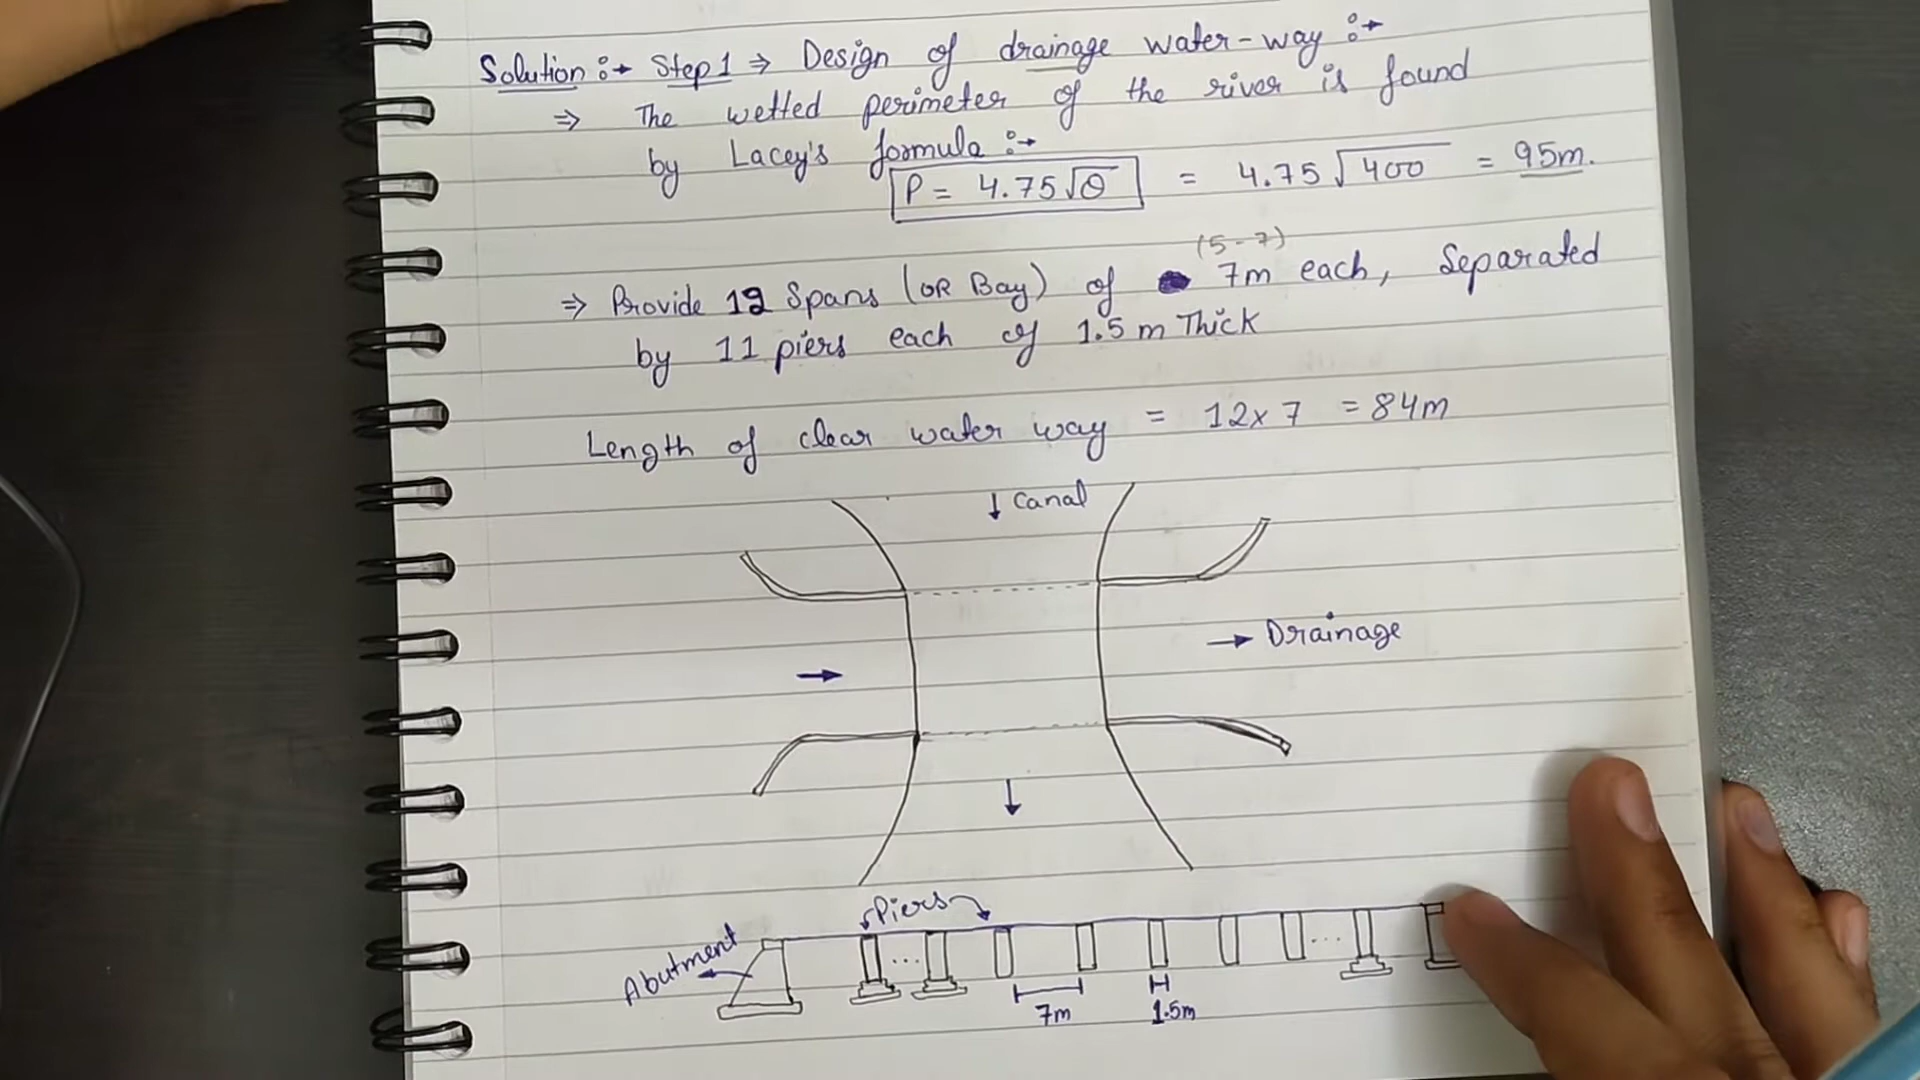 Solution :→ Step 1 ⇒ Design of drainage water-way :→
⇒ The wetted perimeter of the river is found
by Lacey's formula :→
P = 4.75√Q = 4.75√400 = 95m.
(5-7)
⇒ Provide 12 Spans (OR Bay) of 7m each, Separated
by 11 piers each of 1.5 m Thick
Length of clear water way = 12x7 = 84m
↓ Canal
→ Drainage
Piers
Abutment
7m
1.5m